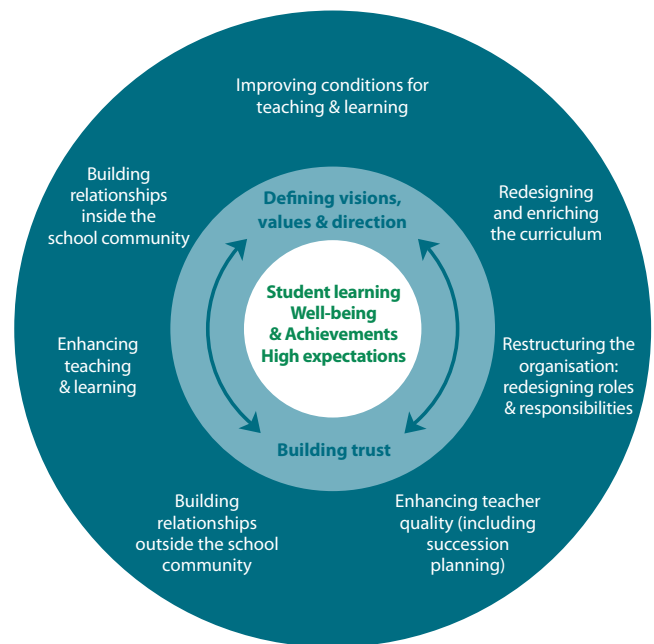 Improving conditions for
teaching & learning
Building
relationships
inside the
school community
Defining visions,
values & direction
Redesigning
and enriching
the curriculum
Student learning
Well-being
& Achievements
High expectations
Enhancing
teaching
& learning
Restructuring the
organisation:
redesigning roles
& responsibilities
Building trust
Building
relationships
outside the school
community
Enhancing teacher
quality (including
succession
planning)